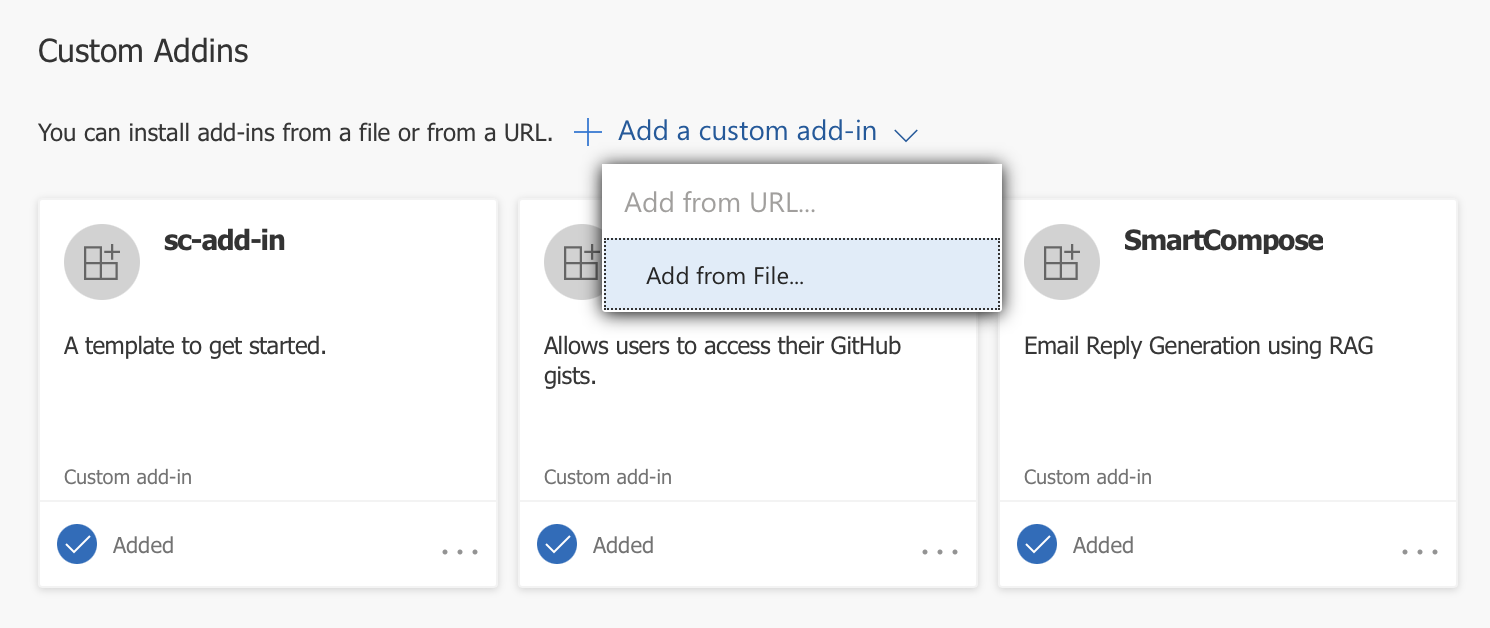 Custom Addins
You can install add-ins from a file or from a URL.
Add a custom add-in
Add from URL...
Add from File...
sc-add-in
A template to get started.
Custom add-in
Added
Allows users to access their GitHub
gists.
Custom add-in
Added
SmartCompose
Email Reply Generation using RAG
Custom add-in
Added